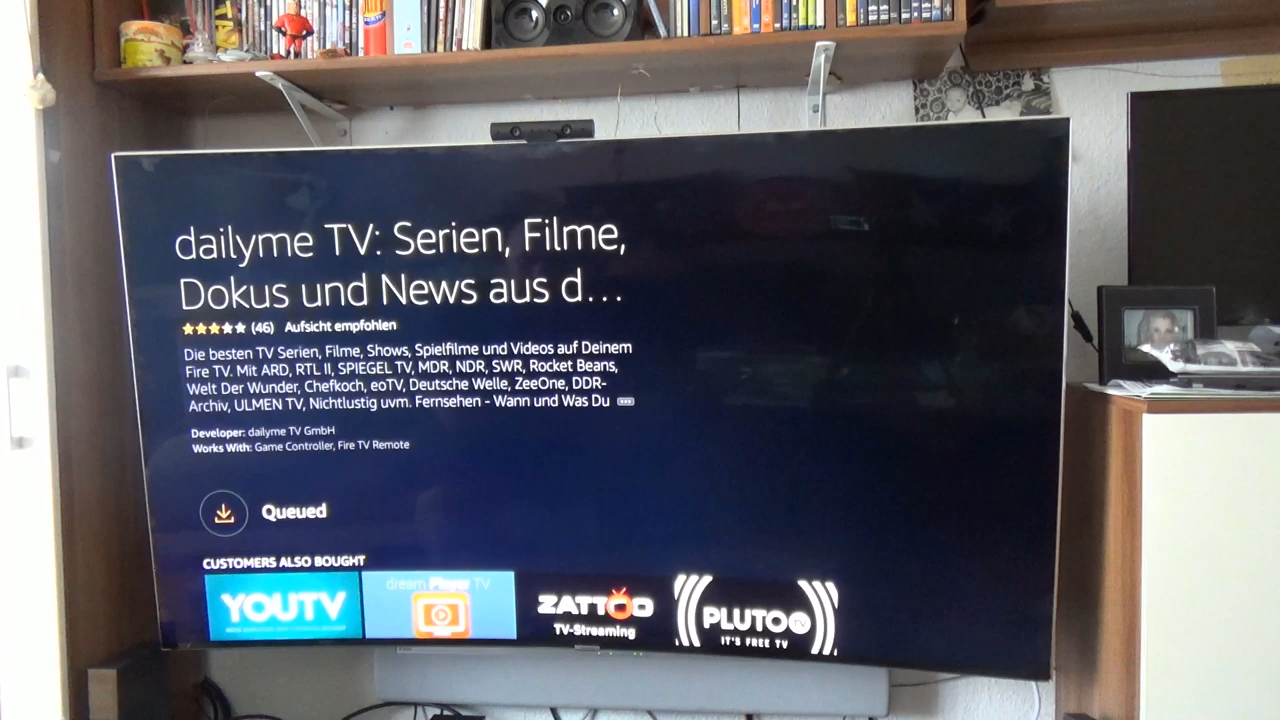 dailyme TV: Serien, Filme,
Dokus und News aus d...
(46) Aufsicht empfohlen
Die besten TV Serien, Filme, Shows, Spielfilme und Videos auf Deinem
Fire TV. Mit ARD, RTL II, SPIEGEL TV, MDR, NDR, SWR, Rocket Beans,
Welt Der Wunder, Chefkoch, eoTV, Deutsche Welle, ZeeOne, DDR-
Archiv, ULMEN TV, Nichtlustig uvm. Fernsehen - Wann und Was Du
Developer: dailyme TV GmbH
Works With: Game Controller, Fire TV Remote
Queued
CUSTOMERS ALSO BOUGHT
YOUTV
dream Player TV
ZATTOO
TV-Streaming
PLUTO TV
IT'S FREE TV